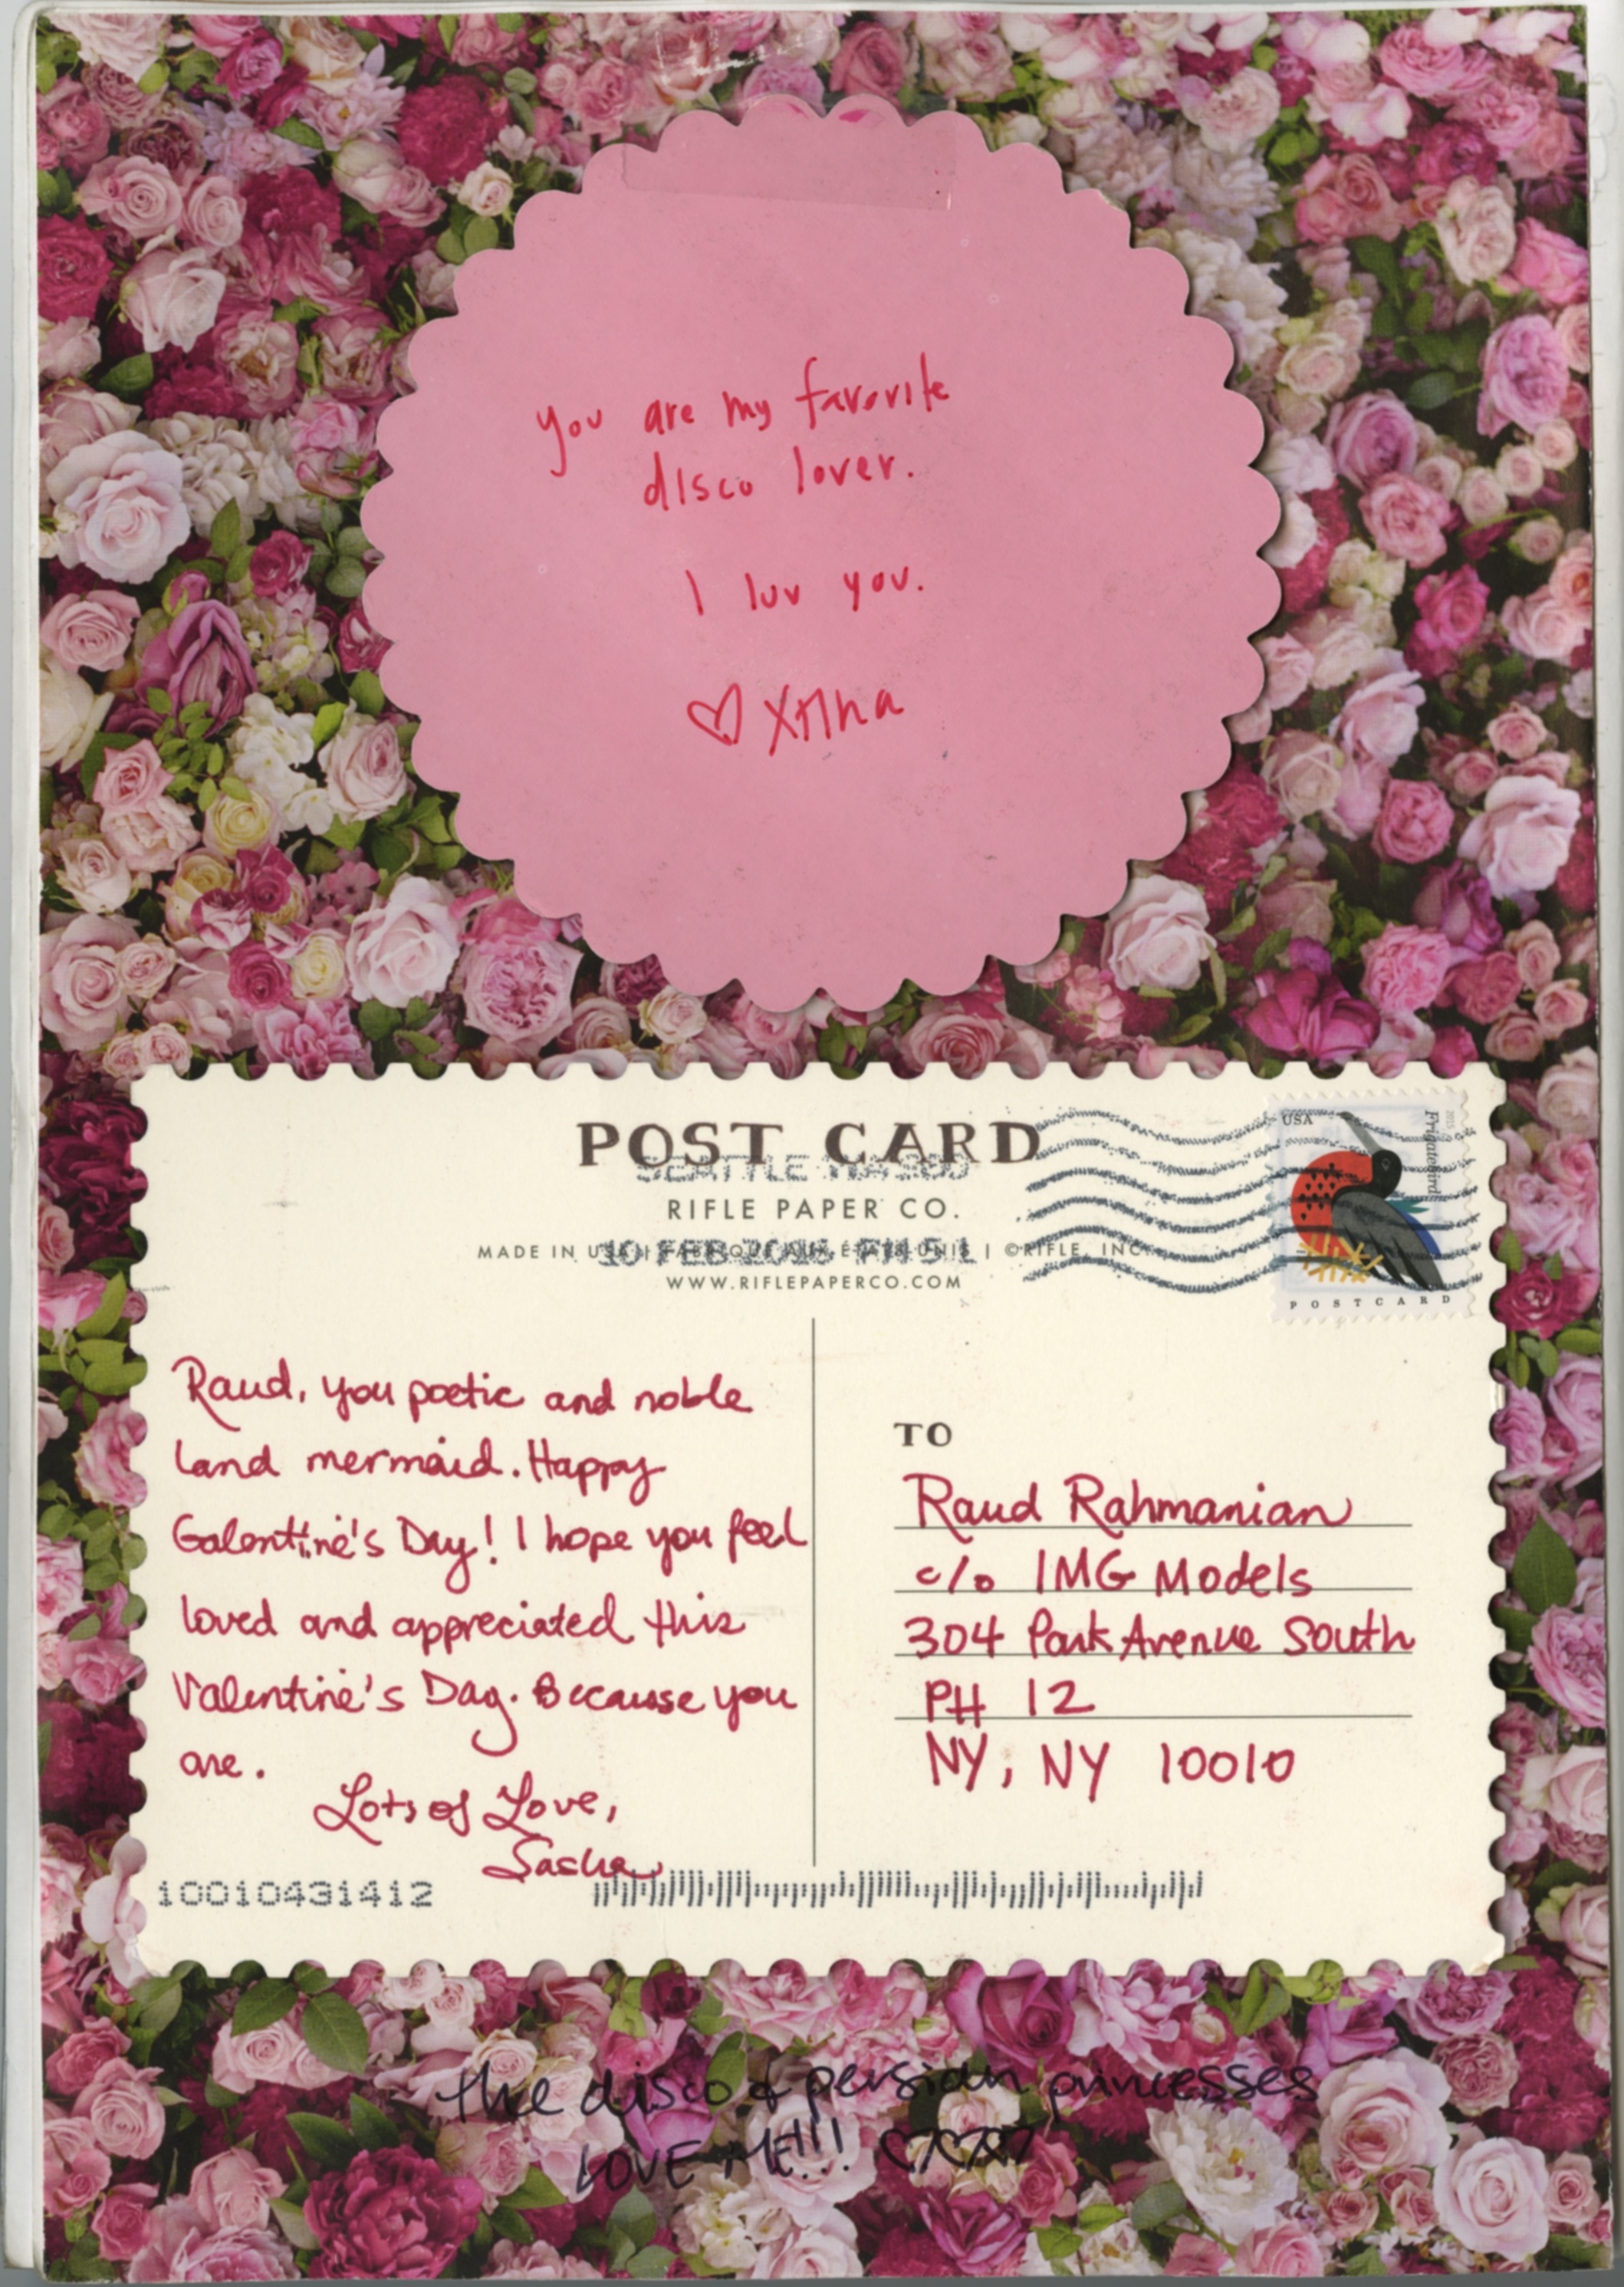 you are my favorite
disco lover.
I luv you.
♡ Xtina
POST CARD
SEATTLE WA 980
RIFLE PAPER CO.
MADE IN USA | FABRIQUÉ AUX ÉTATS-UNIS | ©RIFLE, INC.
10 FEB 2016 PM 5 L
WWW.RIFLEPAPERCO.COM
USA
Frigatebird
2015
POSTCARD
Raud, you poetic and noble
land mermaid. Happy
Galentine's Day! I hope you feel
loved and appreciated this
Valentine's Day. Because you
are.
Lots of Love,
Sasha
TO
Raud Rahmanian
c/o IMG Models
304 Park Avenue South
PH 12
NY, NY 10010
10010431412
the disco & persian princesses
LOVE ME!!! ♡♡♡♡